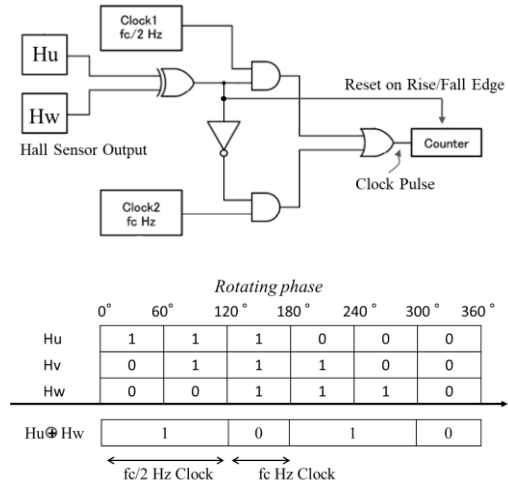 Clock1
fc/2 Hz
Hu
Hw
Hall Sensor Output
Reset on Rise/Fall Edge
Counter
Clock Pulse
Clock2
fc Hz
Rotating phase
0° 60° 120° 180° 240° 300° 360°
Hu 1 1 1 0 0 0
Hv 0 1 1 1 0 0
Hw 0 0 1 1 1 0
Hu⊕Hw 1 0 1 0
fc/2 Hz Clock fc Hz Clock